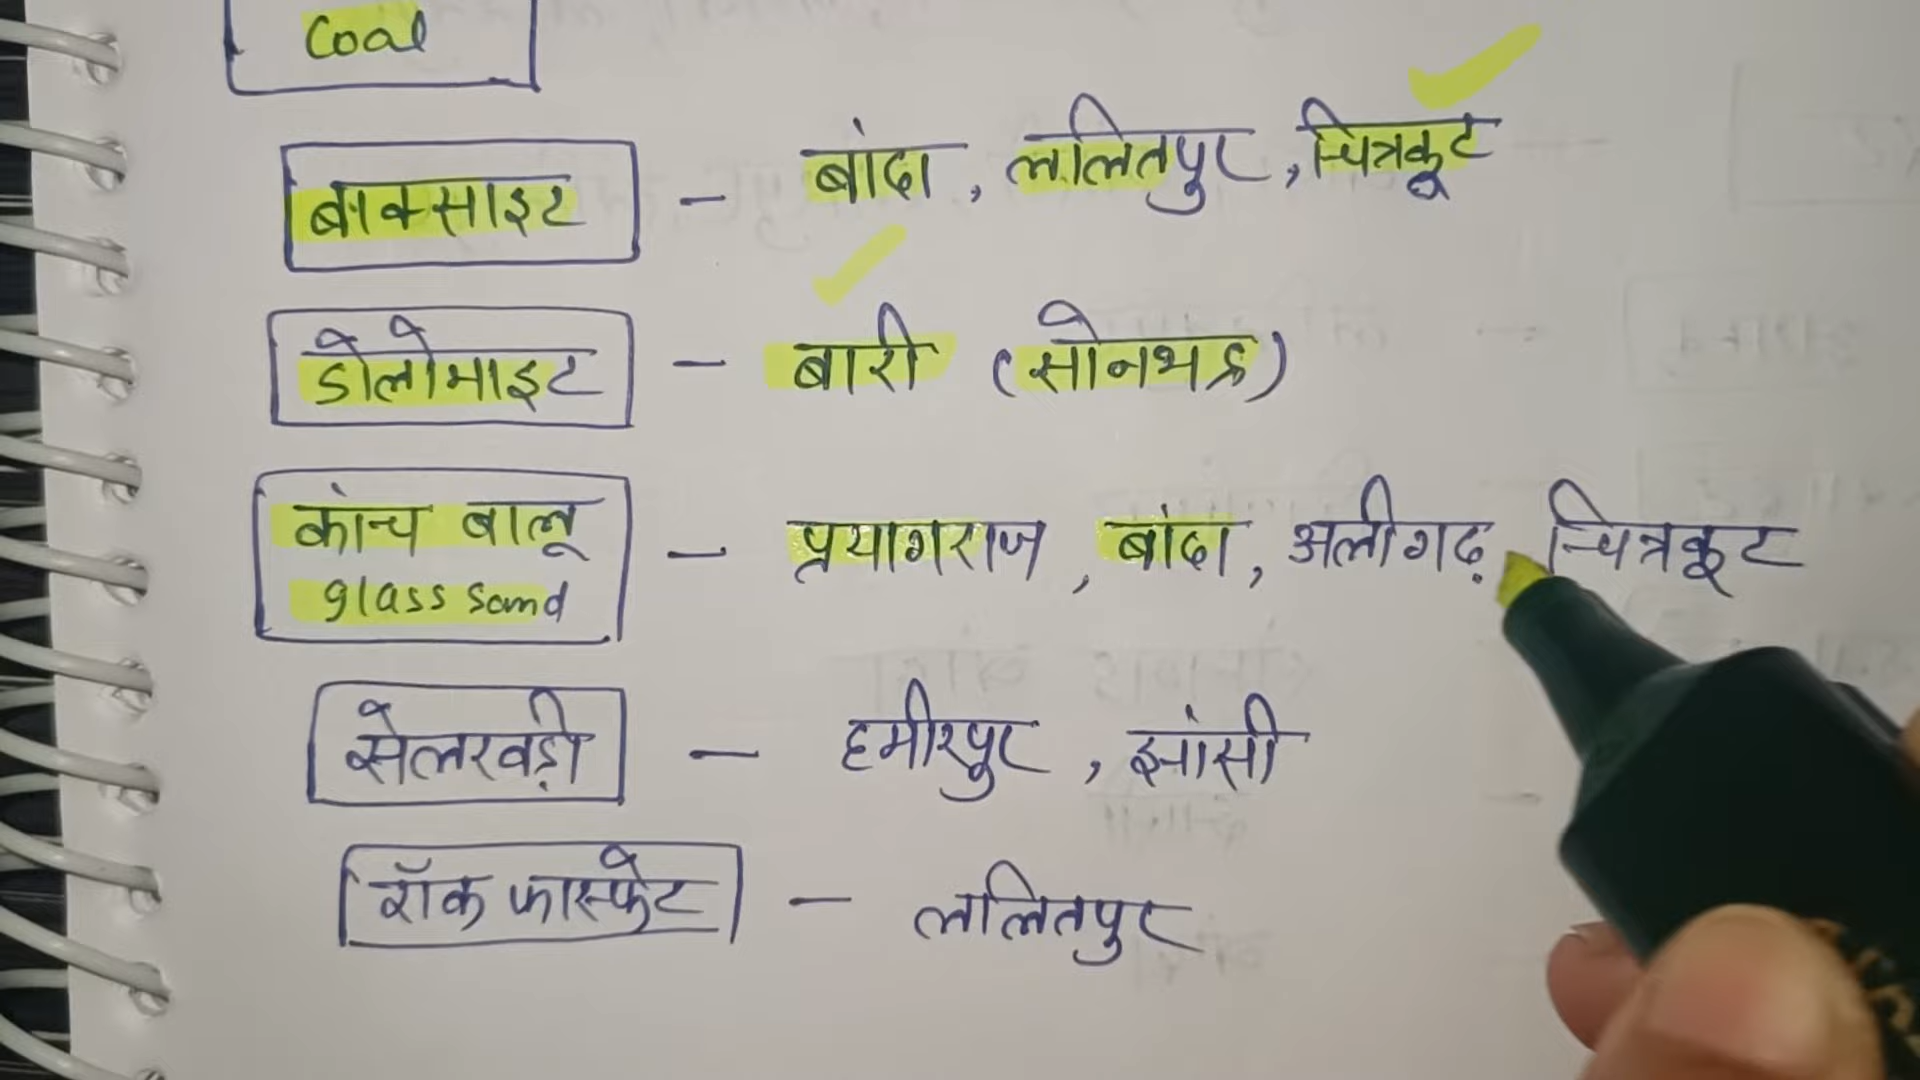 Coal
बाक्साइट - बांदा, ललितपुर, चित्रकूट
डोलोमाइट - बारी (सोनभद्र)
कांच बालू
glass sand - प्रयागराज, बांदा, अलीगढ़ चित्रकूट
सेलखड़ी - हमीरपुर, झांसी
रॉक फास्फेट - ललितपुर